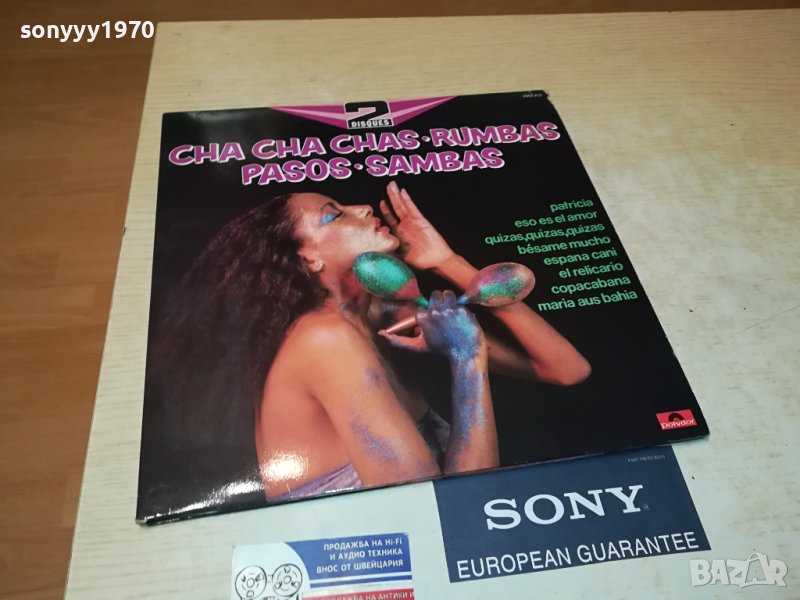 sonyyy1970
2
DISQUES
CHA CHA CHAS·RUMBAS
PASOS·SAMBAS
patricia
eso es el amor
quizas,quizas,quizas
bésame mucho
espana cani
el relicario
copacabana
maria aus bahia
Polydor
SONY
EUROPEAN GUARANTEE
ПРОДАЖБА НА Hi-Fi
И АУДИО ТЕХНИКА
ВНОС ОТ ШВЕЙЦАРИЯ
ПРОДАЖБА НА АНТИКИ И
BAZAR